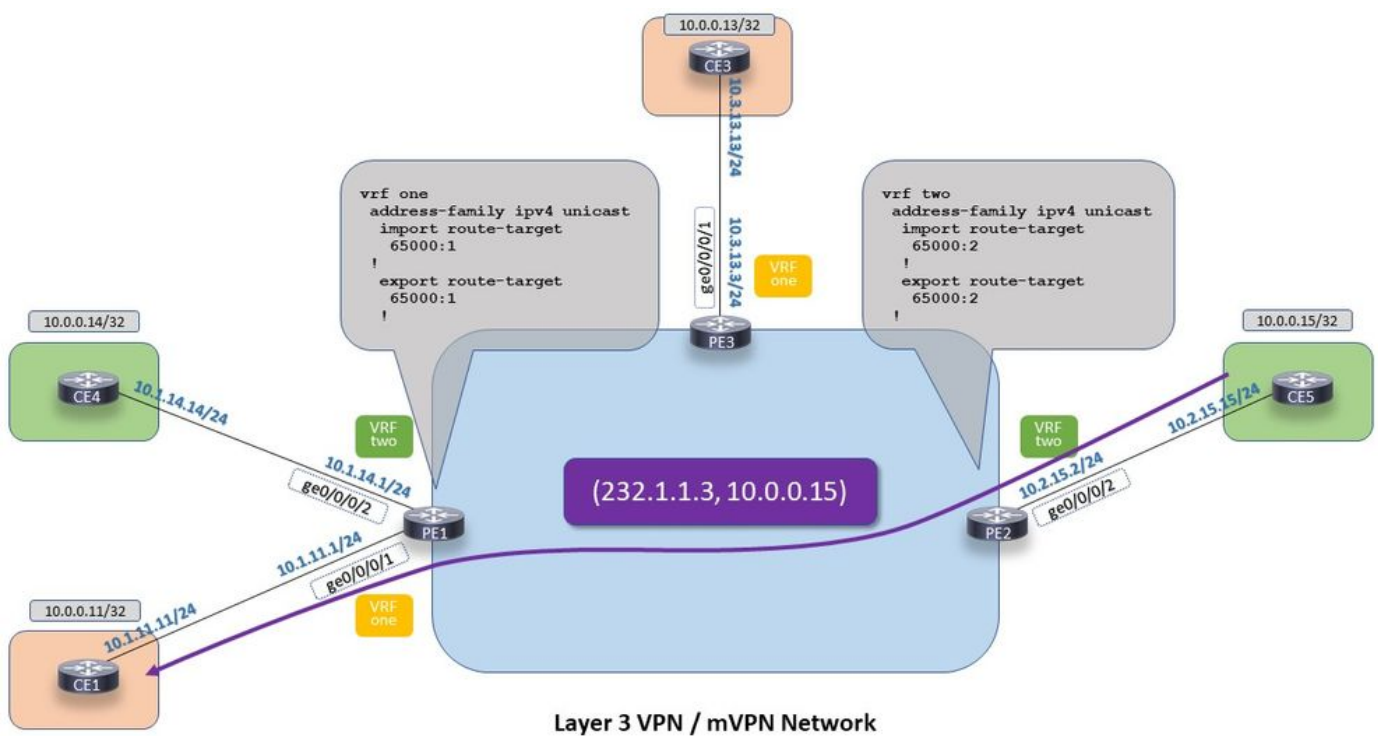 10.0.0.13/32
CE3
10.3.13.13/24
vrf one
address-family ipv4 unicast
import route-target
65000:1
!
export route-target
65000:1
!
vrf two
address-family ipv4 unicast
import route-target
65000:2
!
export route-target
65000:2
!
ge0/0/0/1
10.3.13.3/24
VRF
one
PE3
10.0.0.14/32
CE4
10.1.14.14/24
VRF
two
10.1.14.1/24
ge0/0/0/2
10.0.0.15/32
CE5
10.2.15.15/24
VRF
two
10.2.15.2/24
ge0/0/0/2
(232.1.1.3, 10.0.0.15)
PE1
PE2
10.1.11.1/24
ge0/0/0/1
VRF
one
10.0.0.11/32
10.1.11.11/24
CE1
Layer 3 VPN / mVPN Network